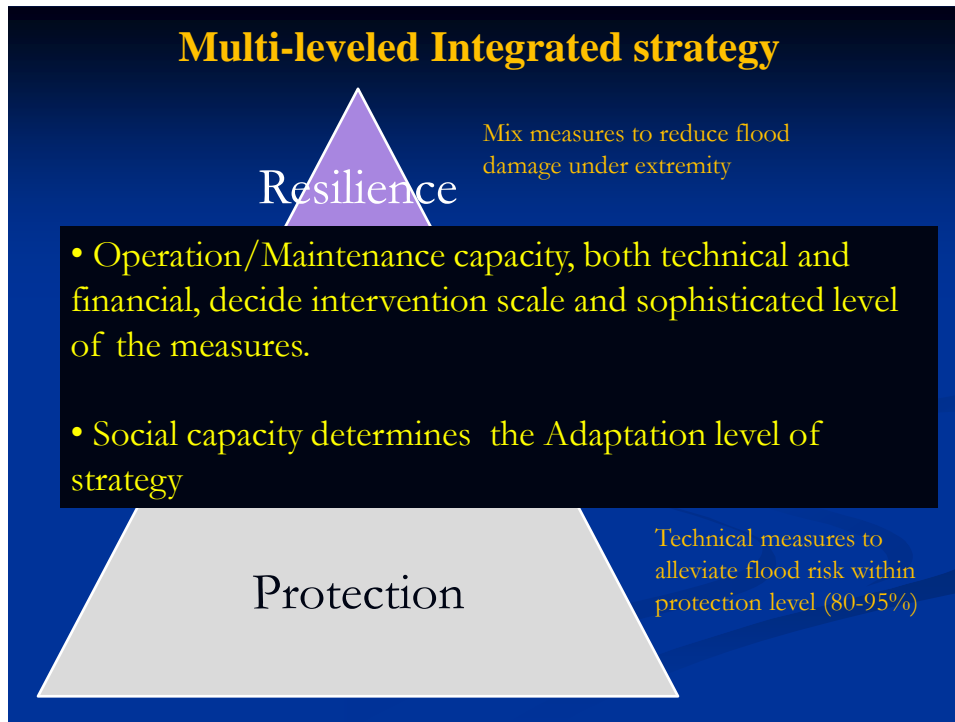 Multi-leveled Integrated strategy
Mix measures to reduce flood
damage under extremity
Resilience
• Operation/Maintenance capacity, both technical and
financial, decide intervention scale and sophisticated level
of the measures.
• Social capacity determines the Adaptation level of
strategy
Technical measures to
alleviate flood risk within
protection level (80-95%)
Protection